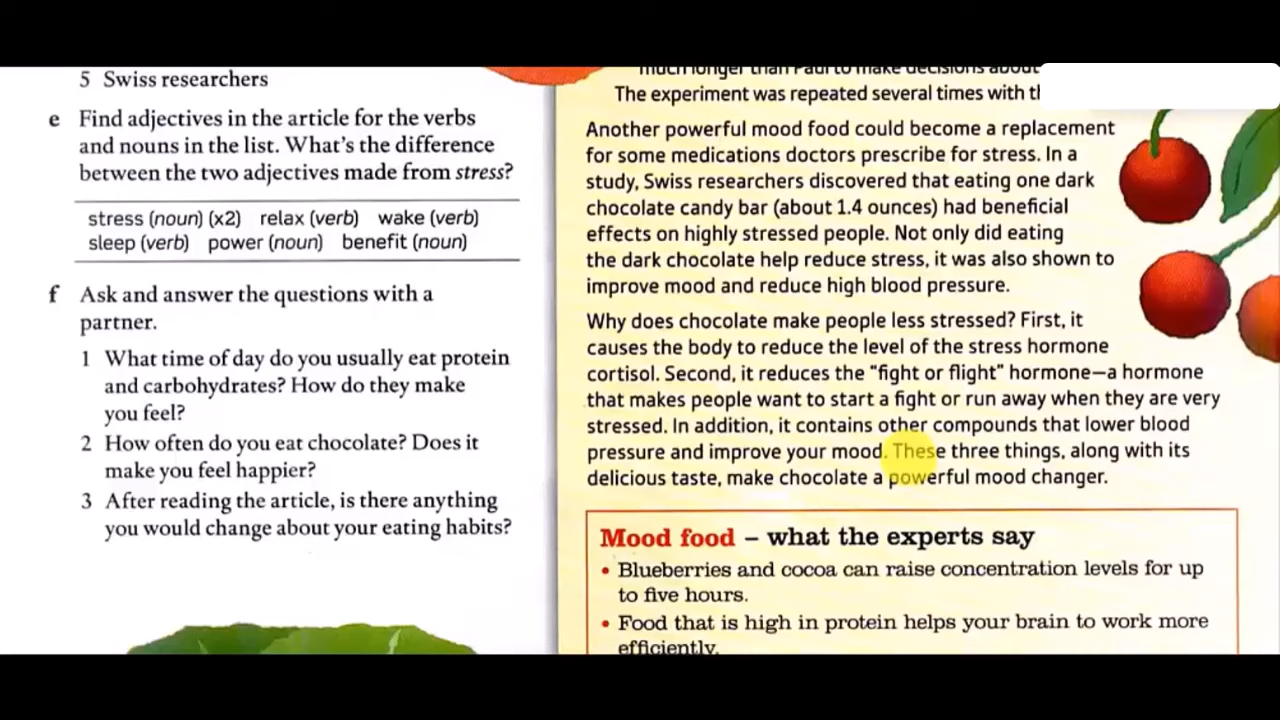 5 Swiss researchers
e Find adjectives in the article for the verbs
and nouns in the list. What's the difference
between the two adjectives made from stress?
stress (noun) (x2) relax (verb) wake (verb)
sleep (verb) power (noun) benefit (noun)
f Ask and answer the questions with a
partner.
1 What time of day do you usually eat protein
and carbohydrates? How do they make
you feel?
2 How often do you eat chocolate? Does it
make you feel happier?
3 After reading the article, is there anything
you would change about your eating habits?
much longer than Paul to make decisions about
The experiment was repeated several times with
Another powerful mood food could become a replacement
for some medications doctors prescribe for stress. In a
study, Swiss researchers discovered that eating one dark
chocolate candy bar (about 1.4 ounces) had beneficial
effects on highly stressed people. Not only did eating
the dark chocolate help reduce stress, it was also shown to
improve mood and reduce high blood pressure.
Why does chocolate make people less stressed? First, it
causes the body to reduce the level of the stress hormone
cortisol. Second, it reduces the "fight or flight" hormone—a hormone
that makes people want to start a fight or run away when they are very
stressed. In addition, it contains other compounds that lower blood
pressure and improve your mood. These three things, along with its
delicious taste, make chocolate a powerful mood changer.
Mood food – what the experts say
• Blueberries and cocoa can raise concentration levels for up
to five hours.
• Food that is high in protein helps your brain to work more
efficiently.